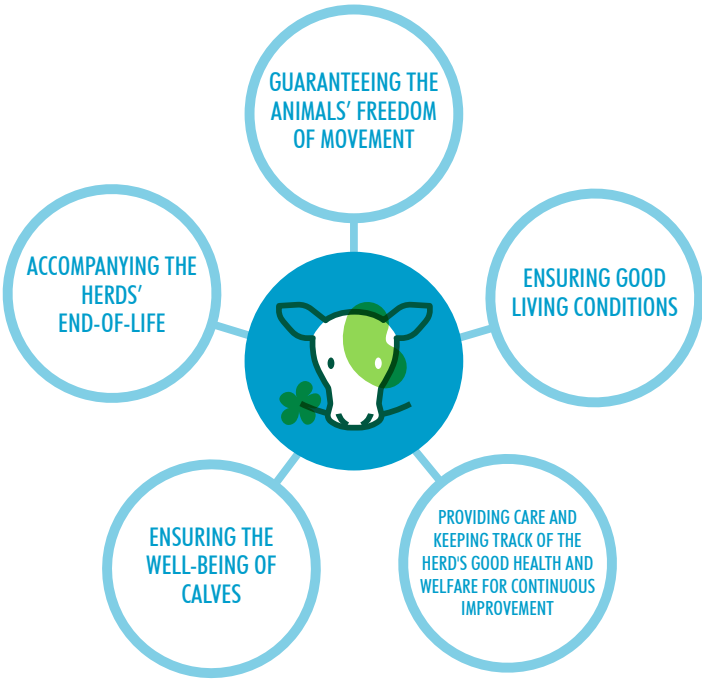 GUARANTEEING THE
ANIMALS' FREEDOM
OF MOVEMENT
ENSURING GOOD
LIVING CONDITIONS
PROVIDING CARE AND
KEEPING TRACK OF THE
HERD'S GOOD HEALTH AND
WELFARE FOR CONTINUOUS
IMPROVEMENT
ENSURING THE
WELL-BEING OF
CALVES
ACCOMPANYING THE
HERDS'
END-OF-LIFE